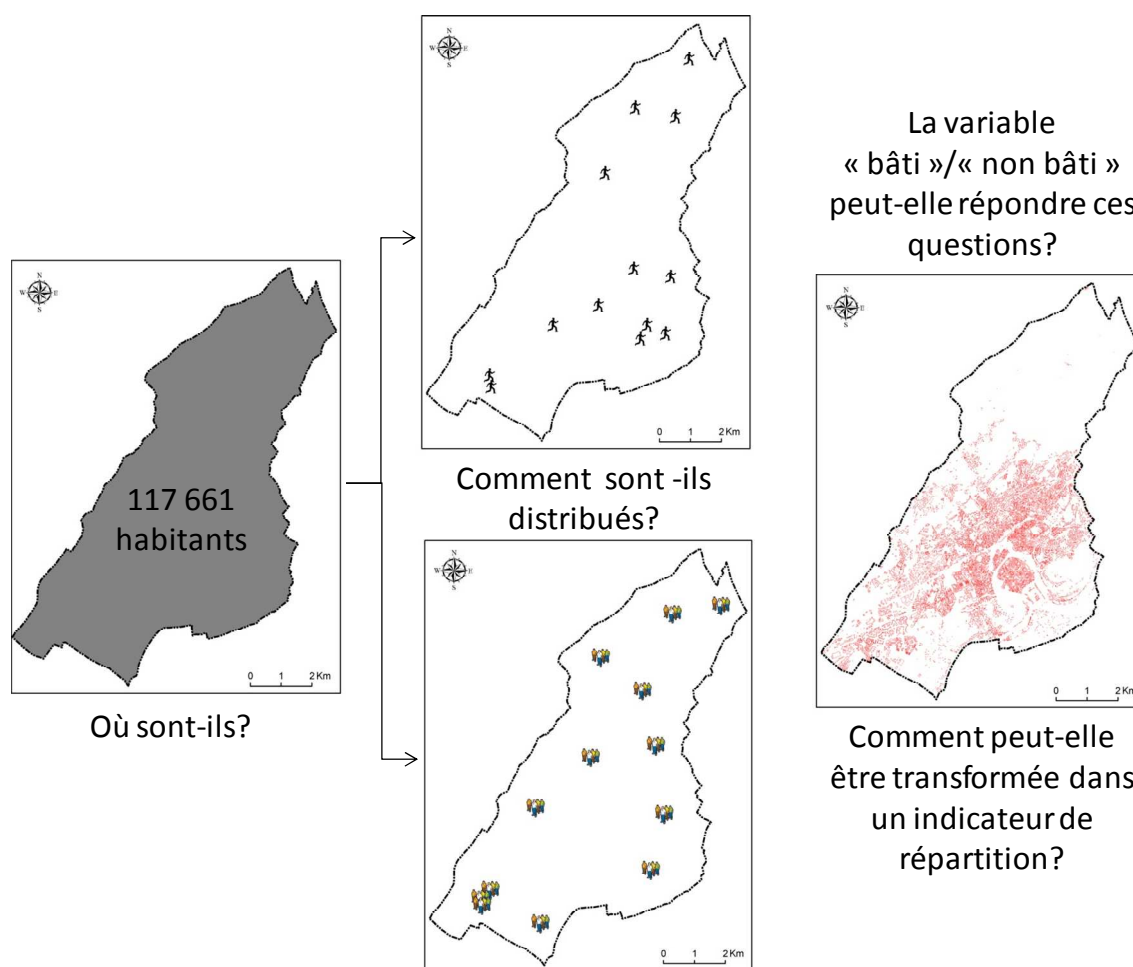 117 661
habitants
N
W
E
S
0 1 2 Km
Où sont-ils?
N
W
E
S
0 1 2 Km
Comment sont -ils
distribués?
N
W
E
S
0 1 2 Km
La variable
« bâti »/« non bâti »
peut-elle répondre ces
questions?
N
W
E
S
0 1 2 Km
Comment peut-elle
être transformée dans
un indicateur de
répartition?